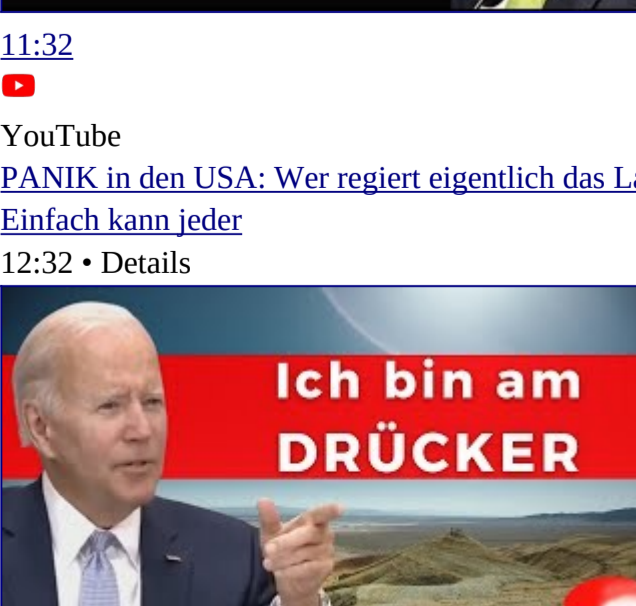 11:32
YouTube
PANIK in den USA: Wer regiert eigentlich das
Einfach kann jeder
12:32 • Details
Ich bin am
DRÜCKER